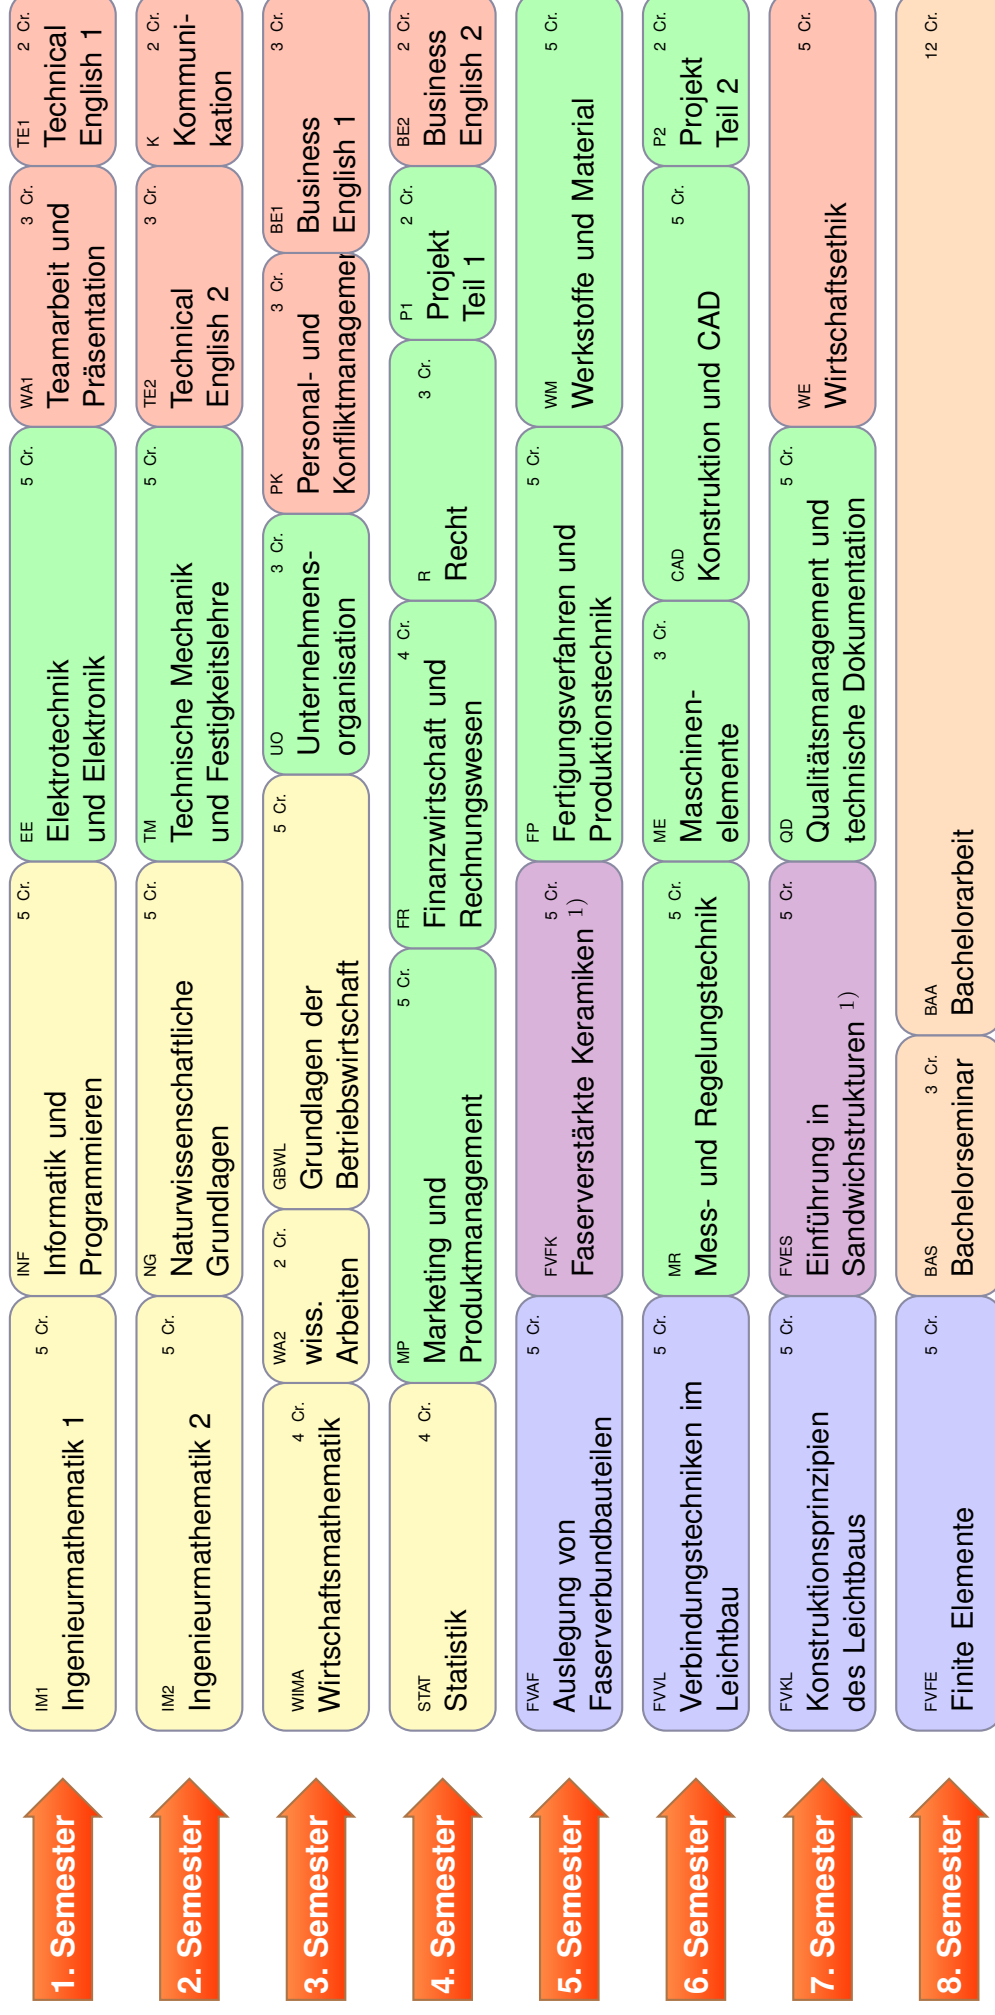 1. Semester
IM1 5 Cr.
Ingenieurmathematik 1
INF 5 Cr.
Informatik und
Programmieren
EE 5 Cr.
Elektrotechnik
und Elektronik
WA1 3 Cr.
Teamarbeit und
Präsentation
TE1 2 Cr.
Technical
English 1
2. Semester
IM2 5 Cr.
Ingenieurmathematik 2
NG 5 Cr.
Naturwissenschaftliche
Grundlagen
TM 5 Cr.
Technische Mechanik
und Festigkeitslehre
TE2 3 Cr.
Technical
English 2
K 2 Cr.
Kommuni-
kation
3. Semester
WIMA 4 Cr.
Wirtschaftsmathematik
WA2 2 Cr.
wiss.
Arbeiten
GBWL 5 Cr.
Grundlagen der
Betriebswirtschaft
UO 3 Cr.
Unternehmens-
organisation
PK 3 Cr.
Personal- und
Konfliktmanagemen
BE1 3 Cr.
Business
English 1
4. Semester
STAT 4 Cr.
Statistik
MP 5 Cr.
Marketing und
Produktmanagement
FR 4 Cr.
Finanzwirtschaft und
Rechnungswesen
R 3 Cr.
Recht
P1 2 Cr.
Projekt
Teil 1
BE2 2 Cr.
Business
English 2
5. Semester
FVAF 5 Cr.
Auslegung von
Faserverbundbauteilen
FVFK 5 Cr.
Faserverstärkte Keramiken 1)
FP 5 Cr.
Fertigungsverfahren und
Produktionstechnik
WM 5 Cr.
Werkstoffe und Material
6. Semester
FVVL 5 Cr.
Verbindungstechniken im
Leichtbau
MR 5 Cr.
Mess- und Regelungstechnik
ME 3 Cr.
Maschinen-
elemente
CAD 5 Cr.
Konstruktion und CAD
P2 2 Cr.
Projekt
Teil 2
7. Semester
FVKL 5 Cr.
Konstruktionsprinzipien
des Leichtbaus
FVES 5 Cr.
Einführung in
Sandwichstrukturen 1)
QD 5 Cr.
Qualitätsmanagement und
technische Dokumentation
WE 5 Cr.
Wirtschaftsethik
8. Semester
FVFE 5 Cr.
Finite Elemente
BAS 3 Cr.
Bachelorseminar
BAA 12 Cr.
Bachelorarbeit